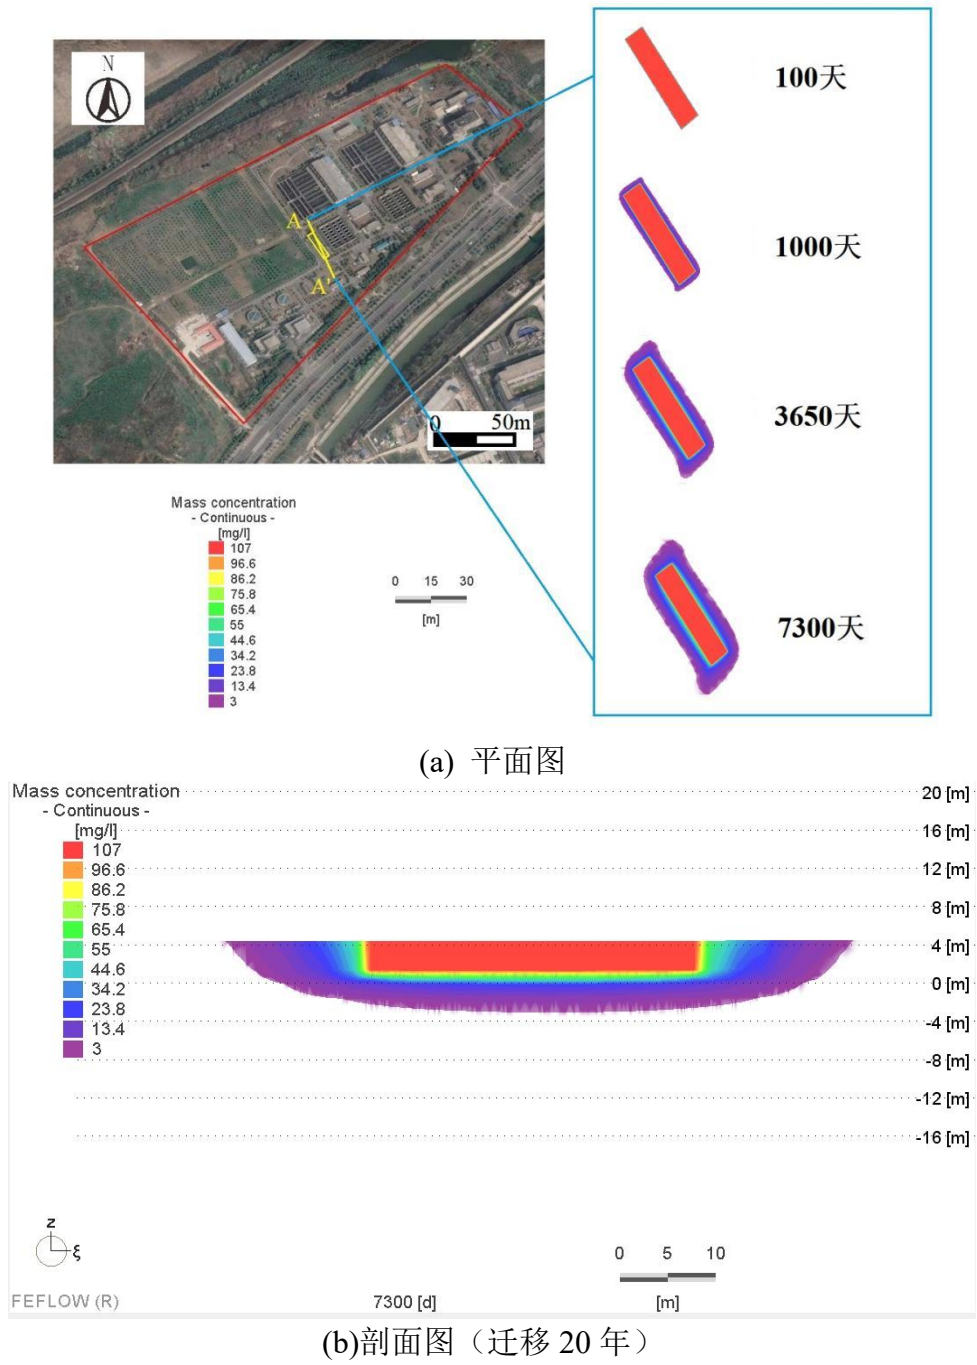 N
A
A'
0 50m
100天
1000天
3650天
7300天
Mass concentration
- Continuous -
[mg/l]
107
96.6
86.2
75.8
65.4
55
44.6
34.2
23.8
13.4
3
0 15 30
[m]
(a) 平面图
Mass concentration
- Continuous -
[mg/l]
107
96.6
86.2
75.8
65.4
55
44.6
34.2
23.8
13.4
3
20 [m]
16 [m]
12 [m]
8 [m]
4 [m]
0 [m]
-4 [m]
-8 [m]
-12 [m]
-16 [m]
z
ξ
0 5 10
[m]
FEFLOW (R)
7300 [d]
(b)剖面图（迁移 20 年）